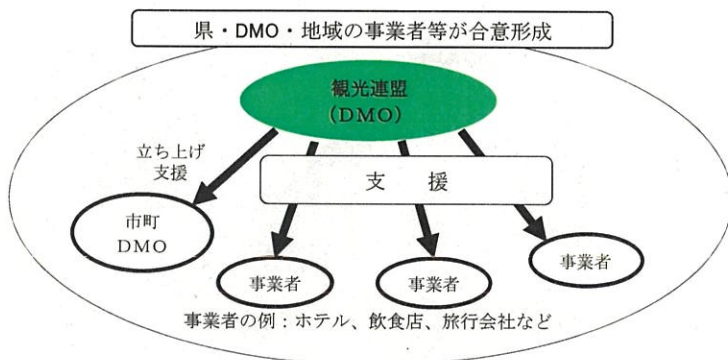 県・DMO・地域の事業者等が合意形成
観光連盟
(DMO)
立ち上げ
支援
支　援
市町
DMO
事業者
事業者
事業者
事業者の例：ホテル、飲食店、旅行会社など